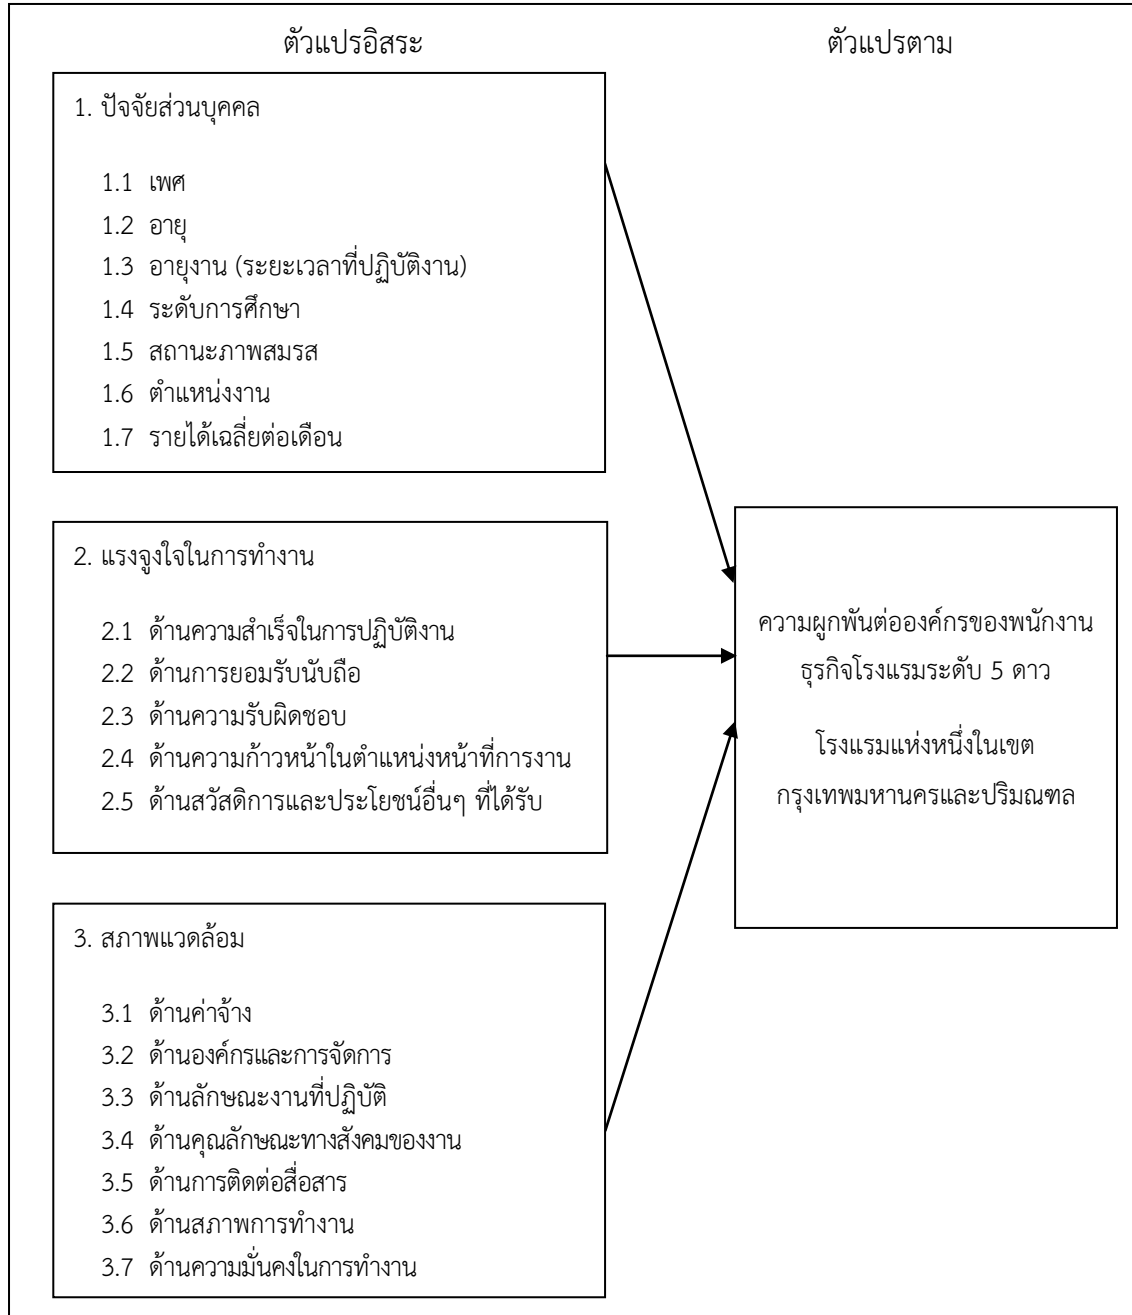 ตัวแปรอิสระ
ตัวแปรตาม
1. ปัจจัยส่วนบุคคล
1.1 เพศ
1.2 อายุ
1.3 อายุงาน (ระยะเวลาที่ปฏิบัติงาน)
1.4 ระดับการศึกษา
1.5 สถานะภาพสมรส
1.6 ตำแหน่งงาน
1.7 รายได้เฉลี่ยต่อเดือน
2. แรงจูงใจในการทำงาน
2.1 ด้านความสำเร็จในการปฏิบัติงาน
2.2 ด้านการยอมรับนับถือ
2.3 ด้านความรับผิดชอบ
2.4 ด้านความก้าวหน้าในตำแหน่งหน้าที่การงาน
2.5 ด้านสวัสดิการและประโยชน์อื่นๆ ที่ได้รับ
3. สภาพแวดล้อม
3.1 ด้านค่าจ้าง
3.2 ด้านองค์กรและการจัดการ
3.3 ด้านลักษณะงานที่ปฏิบัติ
3.4 ด้านคุณลักษณะทางสังคมของงาน
3.5 ด้านการติดต่อสื่อสาร
3.6 ด้านสภาพการทำงาน
3.7 ด้านความมั่นคงในการทำงาน
ความผูกพันต่อองค์กรของพนักงาน
ธุรกิจโรงแรมระดับ 5 ดาว
โรงแรมแห่งหนึ่งในเขต
กรุงเทพมหานครและปริมณฑล